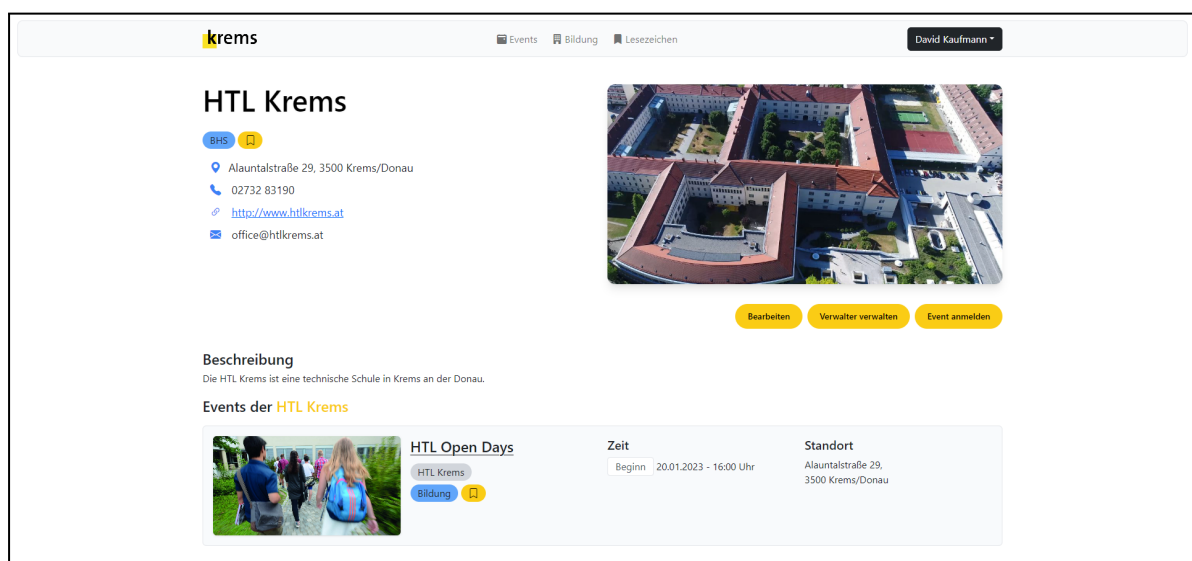 krems
Events Bildung Lesezeichen
David Kaufmann
HTL Krems
BHS
Alauntalstraße 29, 3500 Krems/Donau
02732 83190
http://www.htlkrems.at
office@htlkrems.at
Bearbeiten Verwalter verwalten Event anmelden
Beschreibung
Die HTL Krems ist eine technische Schule in Krems an der Donau.
Events der HTL Krems
HTL Open Days
HTL Krems
Bildung
Zeit
Beginn 20.01.2023 - 16:00 Uhr
Standort
Alauntalstraße 29,
3500 Krems/Donau